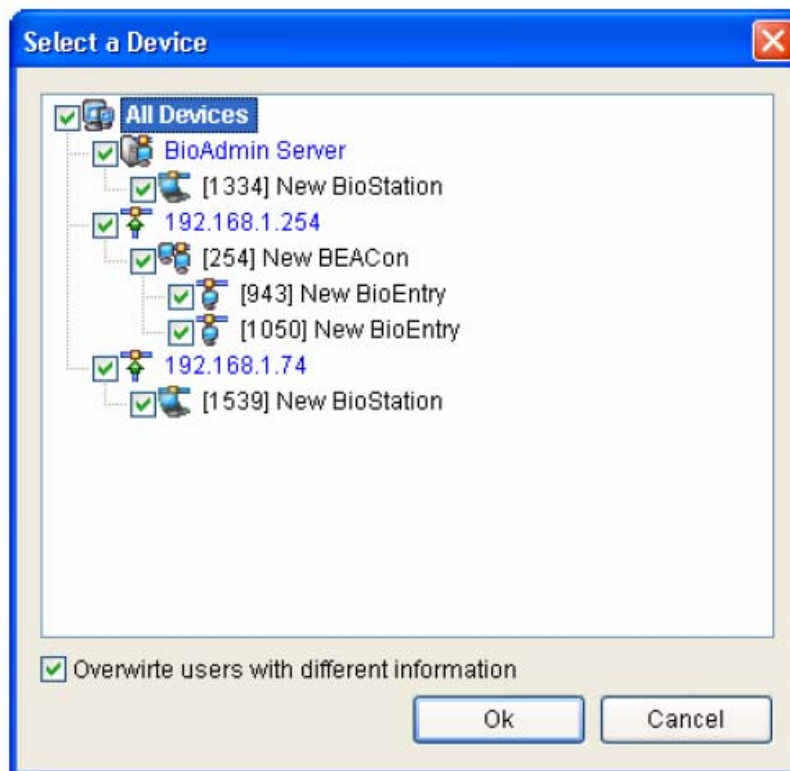 Select a Device
All Devices
BioAdmin Server
[1334] New BioStation
192.168.1.254
[254] New BEACon
[943] New BioEntry
[1050] New BioEntry
192.168.1.74
[1539] New BioStation
Overwirte users with different information
Ok Cancel